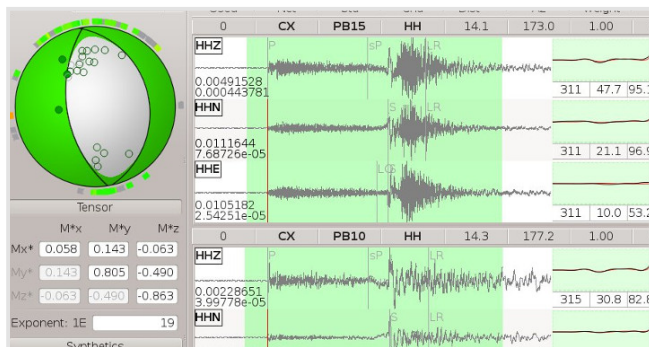 0 CX PB15 HH 14.1 173.0 1.00
HHZ P sP LR
0.00491528
0.000443781
311 47.7 95.1
HHN S LR
0.0111644
7.68726e-05
311 21.1 96.9
HHE
0.0105182
2.54251e-05
311 10.0 53.2
Tensor
0 CX PB10 HH 14.3 177.2 1.00
M*x M*y M*z
HHZ P sP LR
Mx* 0.058 0.143 -0.063
My* 0.143 0.805 -0.490
0.00228651
3.99778e-05
315 30.8 82.8
Mz* -0.063 -0.490 -0.863
HHN S LR
Exponent: 1E 19
Synthetics